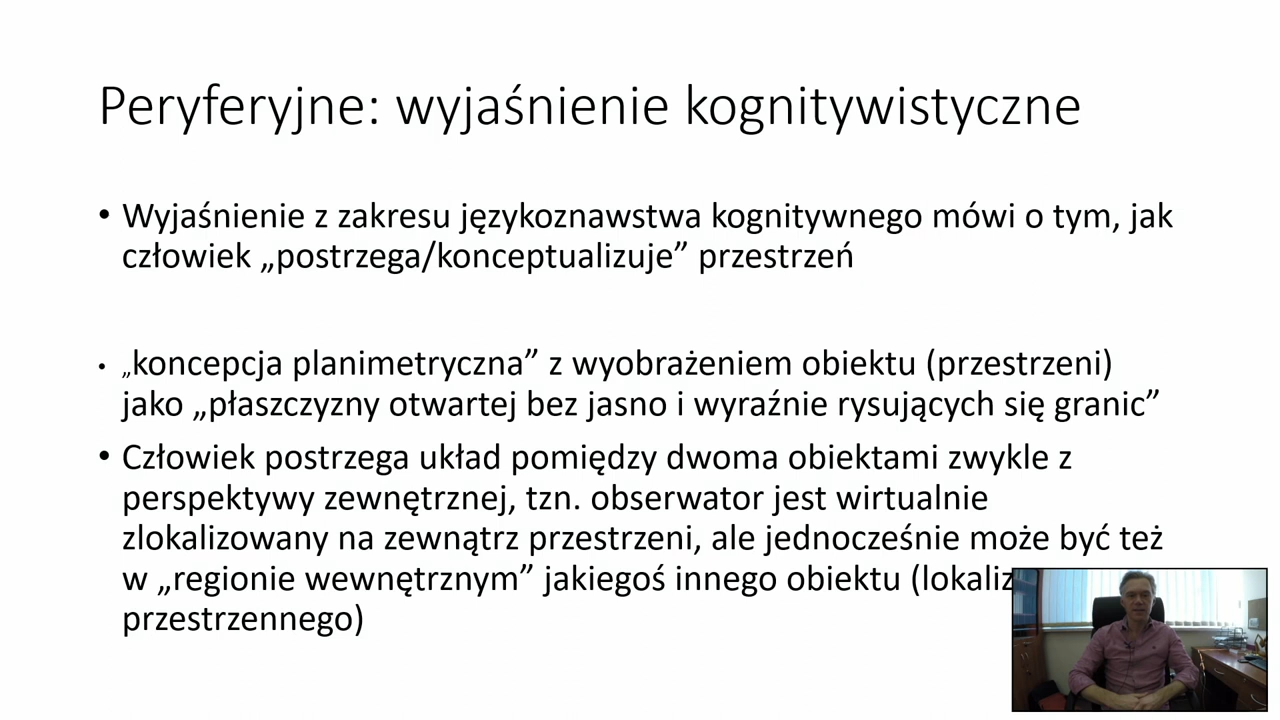 Peryferyjne: wyjaśnienie kognitywistyczne
• Wyjaśnienie z zakresu językoznawstwa kognitywnego mówi o tym, jak
człowiek „postrzega/konceptualizuje” przestrzeń
• „koncepcja planimetryczna” z wyobrażeniem obiektu (przestrzeni)
jako „płaszczyzny otwartej bez jasno i wyraźnie rysujących się granic”
• Człowiek postrzega układ pomiędzy dwoma obiektami zwykle z
perspektywy zewnętrznej, tzn. obserwator jest wirtualnie
zlokalizowany na zewnątrz przestrzeni, ale jednocześnie może być też
w „regionie wewnętrznym” jakiegoś innego obiektu
przestrzennego)